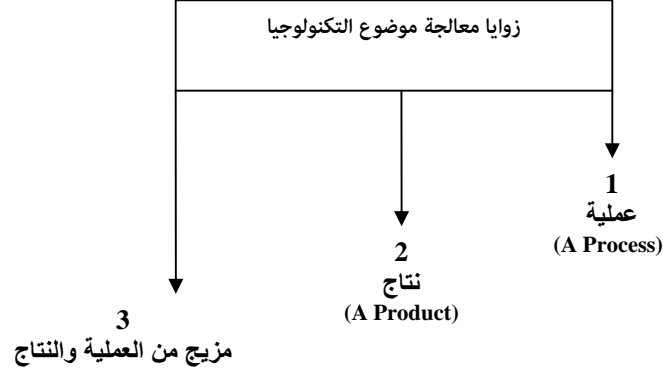 زوايا معالجة موضوع التكنولوجيا
1
عملية
(A Process)
2
نتاج
(A Product)
3
مزيج من العملية والنتاج